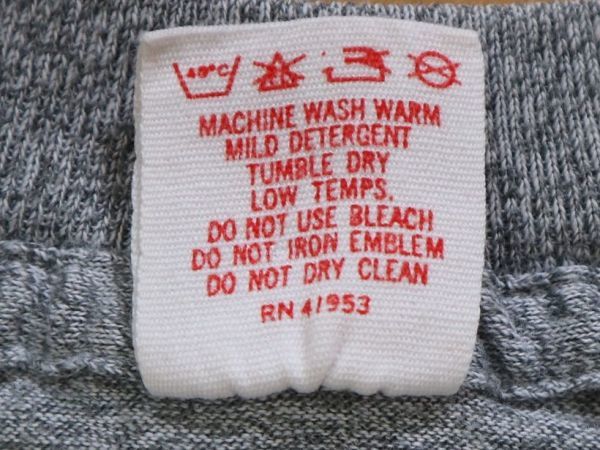 40°C
MACHINE WASH WARM
MILD DETERGENT
TUMBLE DRY
LOW TEMPS.
DO NOT USE BLEACH
DO NOT IRON EMBLEM
DO NOT DRY CLEAN
RN 41953